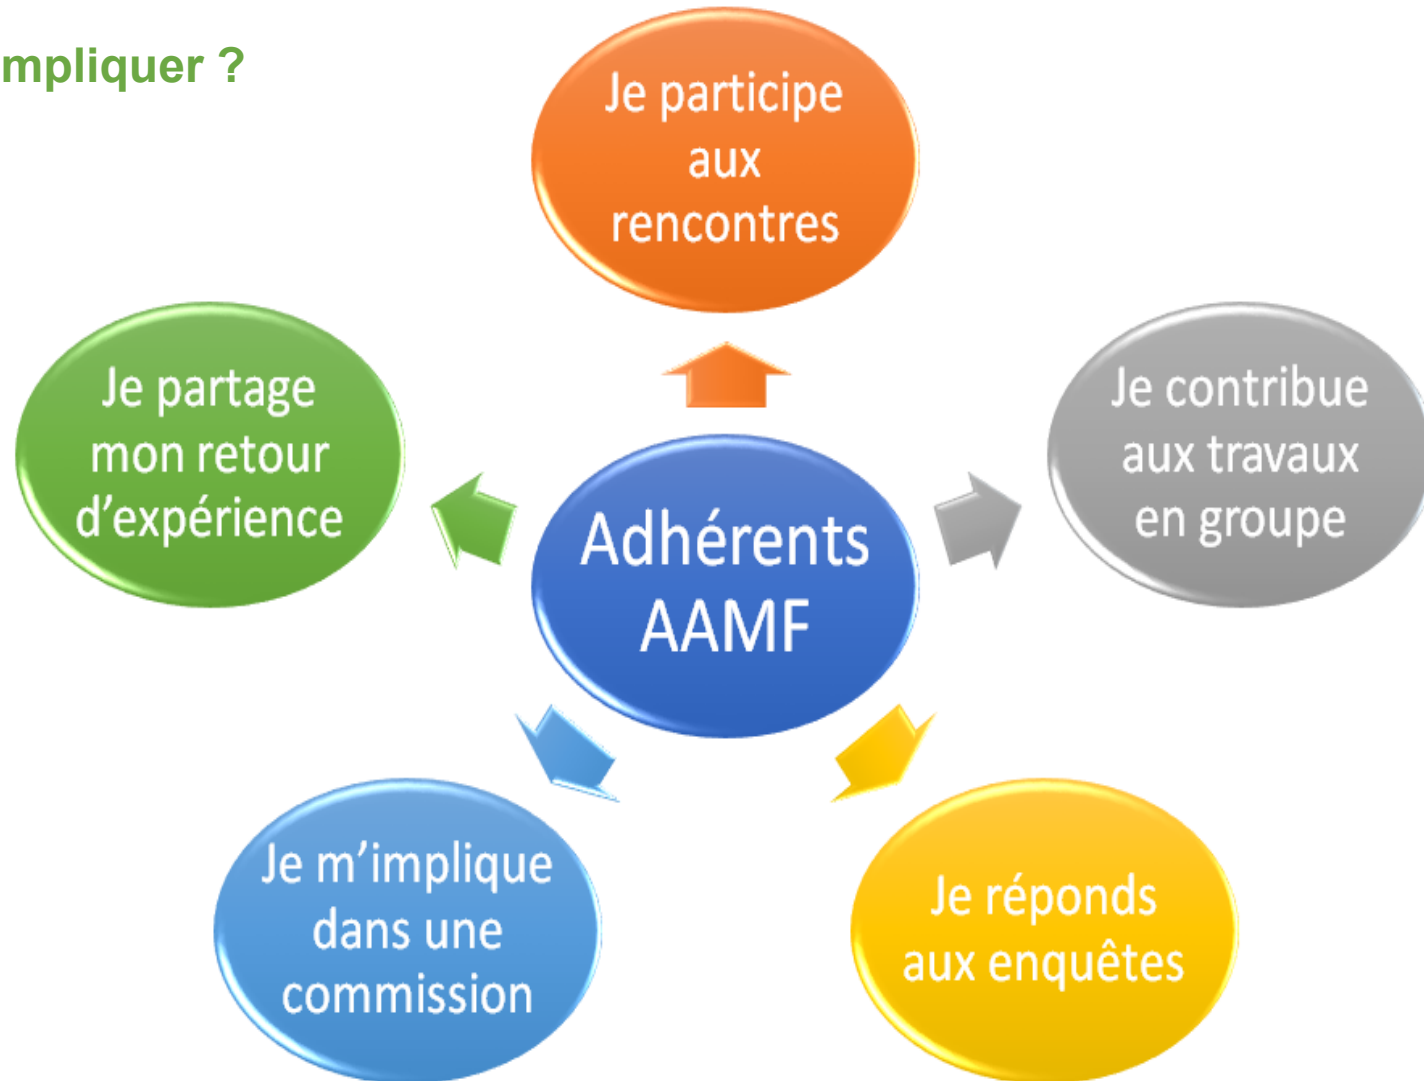 mpliquer ?
Je participe
aux
rencontres
Je partage
mon retour
d’expérience
Je contribue
aux travaux
en groupe
Adhérents
AAMF
Je m’implique
dans une
commission
Je réponds
aux enquêtes